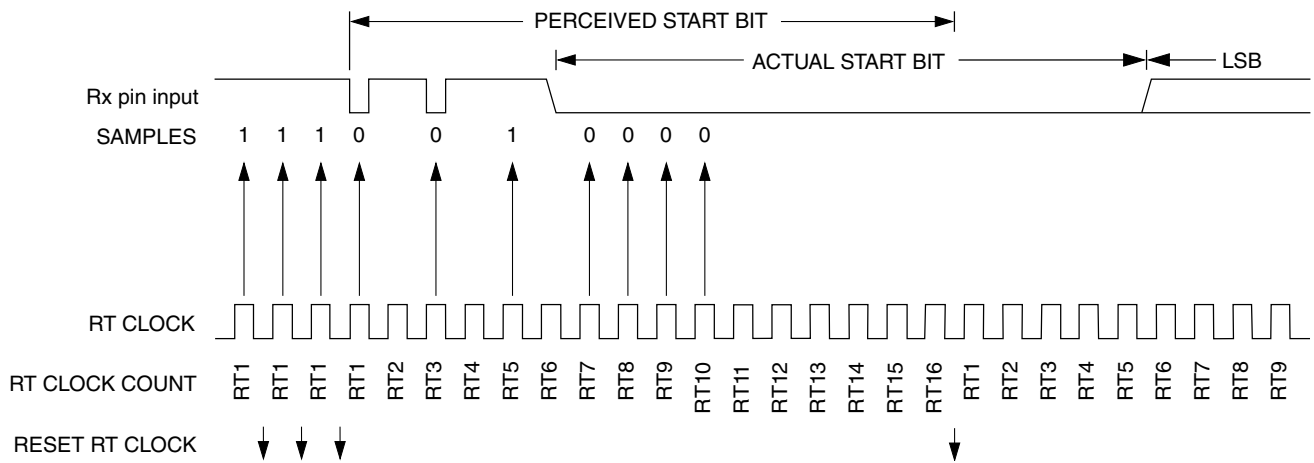 PERCEIVED START BIT
ACTUAL START BIT
LSB
Rx pin input
SAMPLES 1 1 1 0 0 1 0 0 0 0
RT CLOCK
RT CLOCK COUNT RT1 RT1 RT1 RT1 RT2 RT3 RT4 RT5 RT6 RT7 RT8 RT9 RT10 RT11 RT12 RT13 RT14 RT15 RT16 RT1 RT2 RT3 RT4 RT5 RT6 RT7 RT8 RT9
RESET RT CLOCK